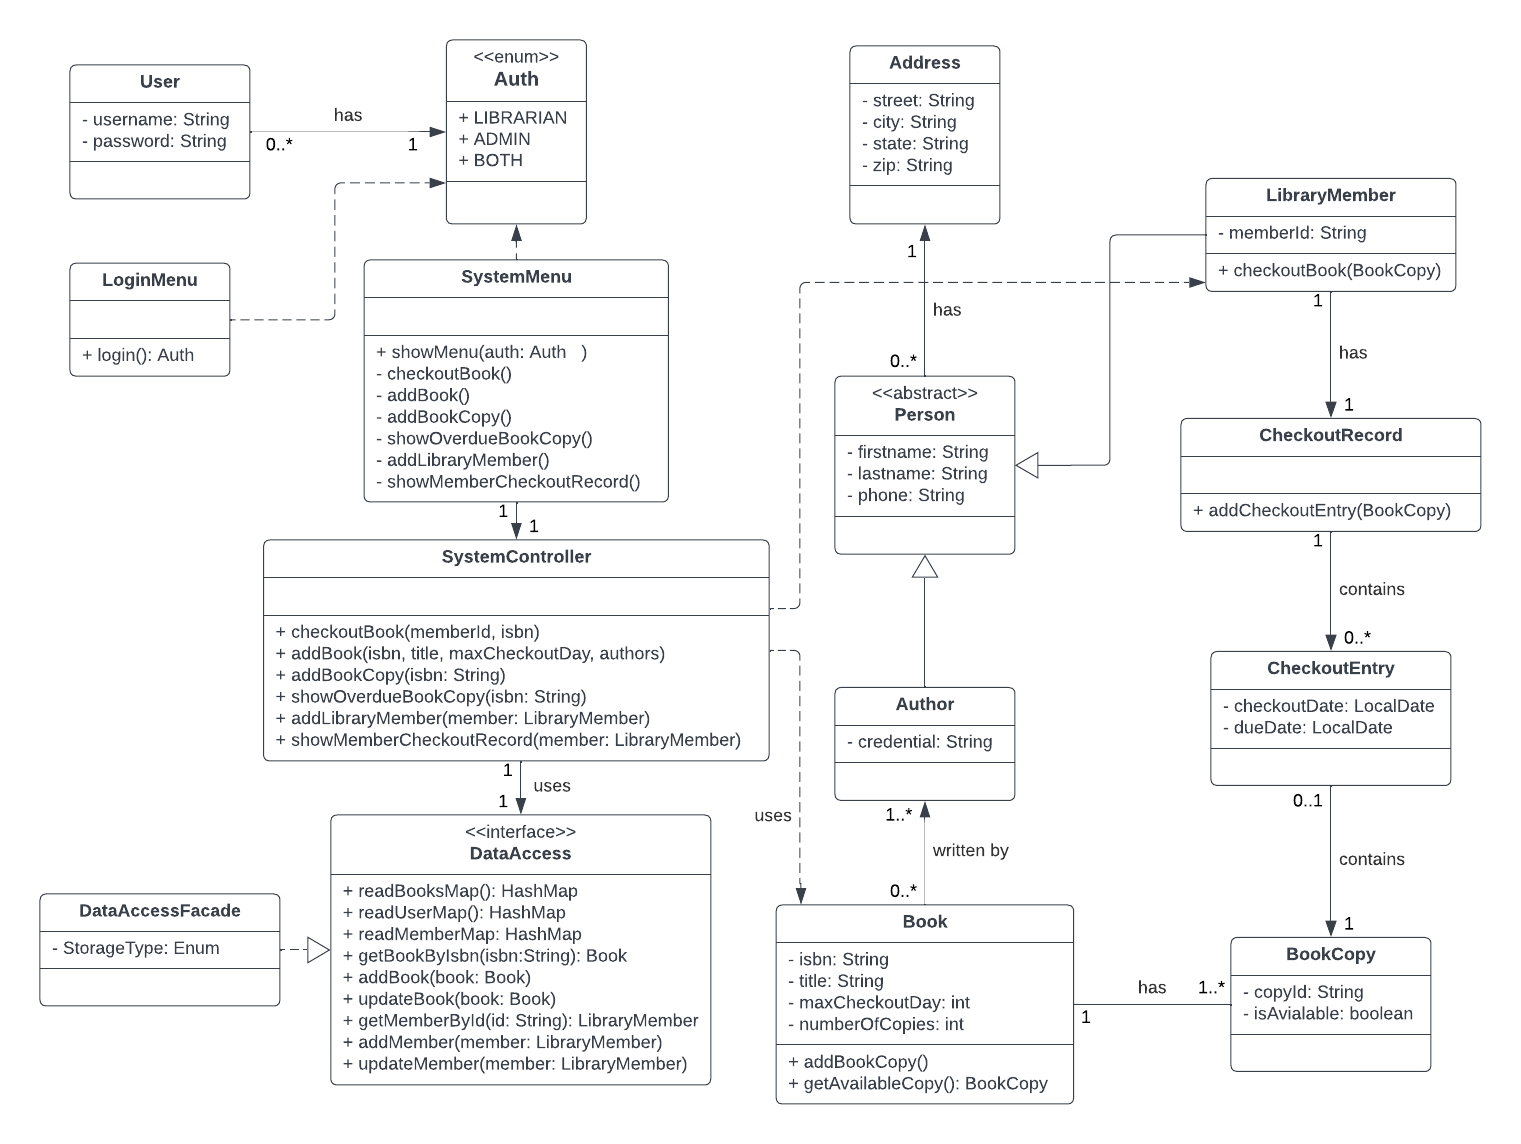 User
- username: String
- password: String
has
0..*
1
<<enum>>
Auth
+ LIBRARIAN
+ ADMIN
+ BOTH
LoginMenu
+ login(): Auth
SystemMenu
+ showMenu(auth: Auth )
- checkoutBook()
- addBook()
- addBookCopy()
- showOverdueBookCopy()
- addLibraryMember()
- showMemberCheckoutRecord()
1
1
SystemController
+ checkoutBook(memberId, isbn)
+ addBook(isbn, title, maxCheckoutDay, authors)
+ addBookCopy(isbn: String)
+ showOverdueBookCopy(isbn: String)
+ addLibraryMember(member: LibraryMember)
+ showMemberCheckoutRecord(member: LibraryMember)
1
uses
1
<<interface>>
DataAccess
+ readBooksMap(): HashMap
+ readUserMap(): HashMap
+ readMemberMap: HashMap
+ getBookByIsbn(isbn:String): Book
+ addBook(book: Book)
+ updateBook(book: Book)
+ getMemberById(id: String): LibraryMember
+ addMember(member: LibraryMember)
+ updateMember(member: LibraryMember)
DataAccessFacade
- StorageType: Enum
Address
- street: String
- city: String
- state: String
- zip: String
1
has
0..*
<<abstract>>
Person
- firstname: String
- lastname: String
- phone: String
Author
- credential: String
1..*
written by
0..*
uses
Book
- isbn: String
- title: String
- maxCheckoutDay: int
- numberOfCopies: int
+ addBookCopy()
+ getAvailableCopy(): BookCopy
has
1
1..*
LibraryMember
- memberId: String
+ checkoutBook(BookCopy)
1
has
1
CheckoutRecord
+ addCheckoutEntry(BookCopy)
1
contains
0..*
CheckoutEntry
- checkoutDate: LocalDate
- dueDate: LocalDate
0..1
contains
1
BookCopy
- copyId: String
- isAvialable: boolean